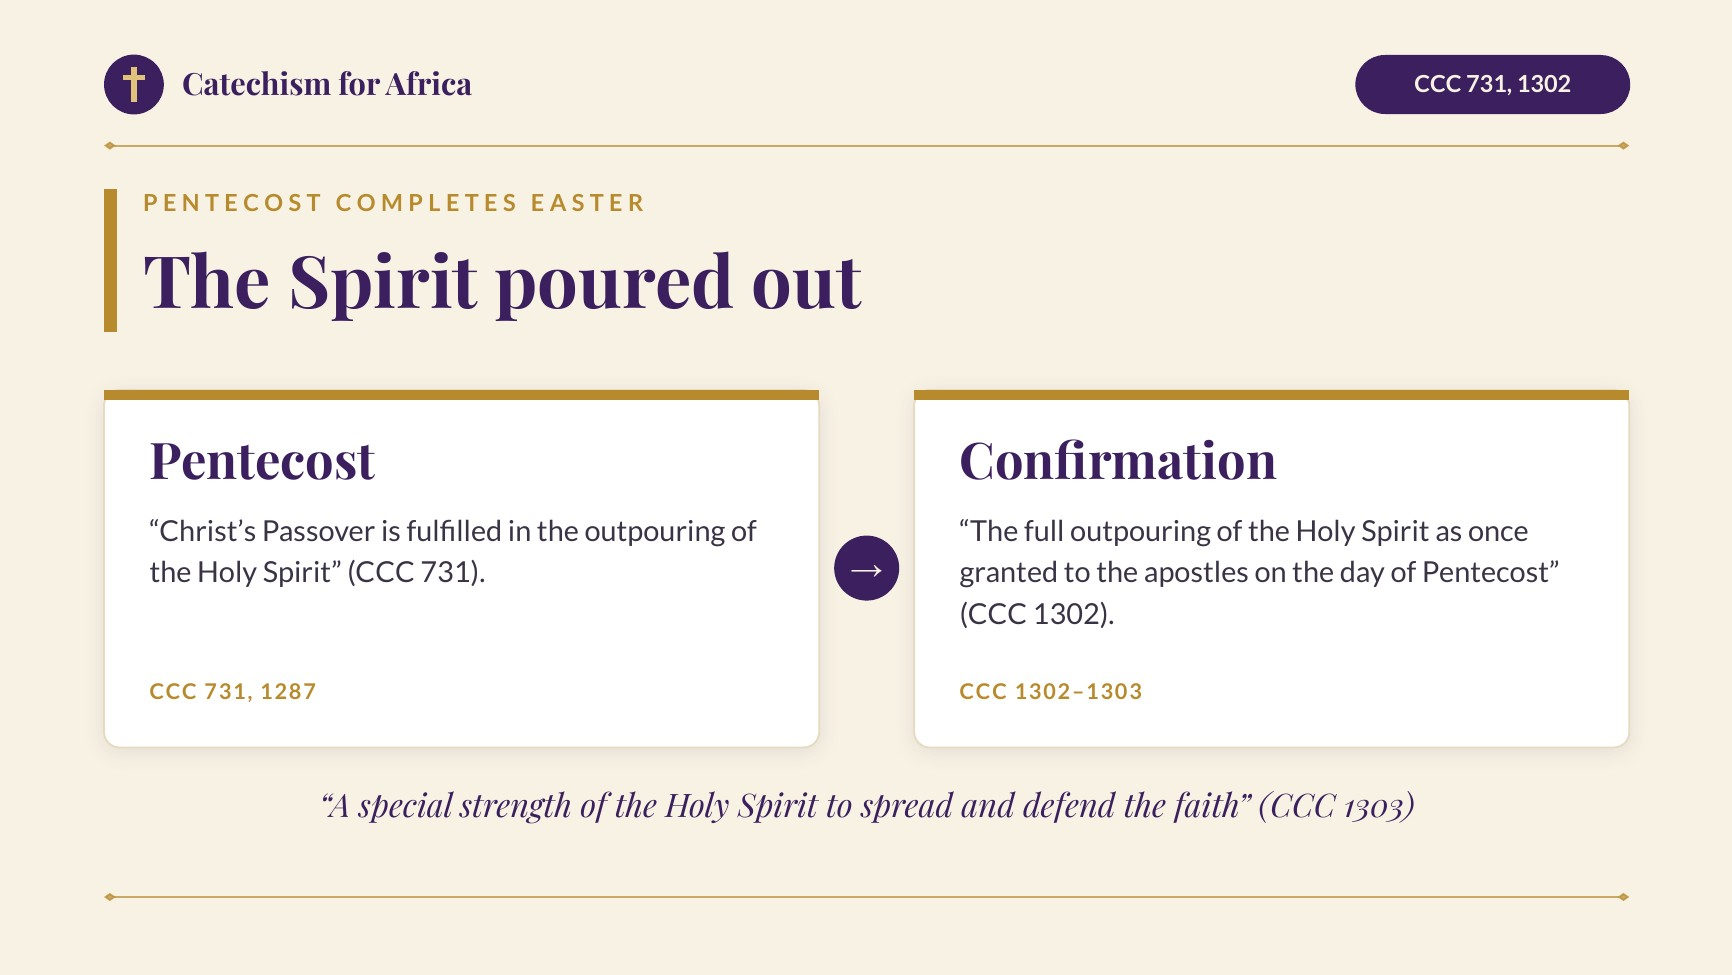 Catechism for Africa
CCC 731, 1302
PENTECOST COMPLETES EASTER
The Spirit poured out
Pentecost
“Christ’s Passover is fulfilled in the outpouring of
the Holy Spirit” (CCC 731).
CCC 731, 1287
→
Confirmation
“The full outpouring of the Holy Spirit as once
granted to the apostles on the day of Pentecost”
(CCC 1302).
CCC 1302–1303
“A special strength of the Holy Spirit to spread and defend the faith” (CCC 1303)